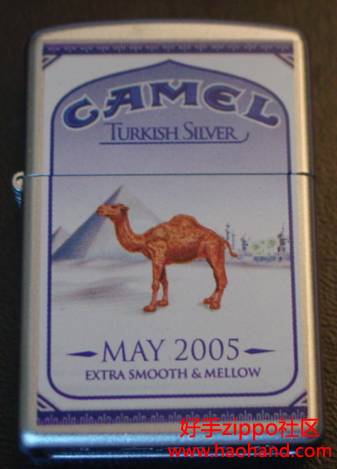 CAMEL
TURKISH SILVER
MAY 2005
EXTRA SMOOTH & MELLOW
好手zippo社区
www.haohand.com